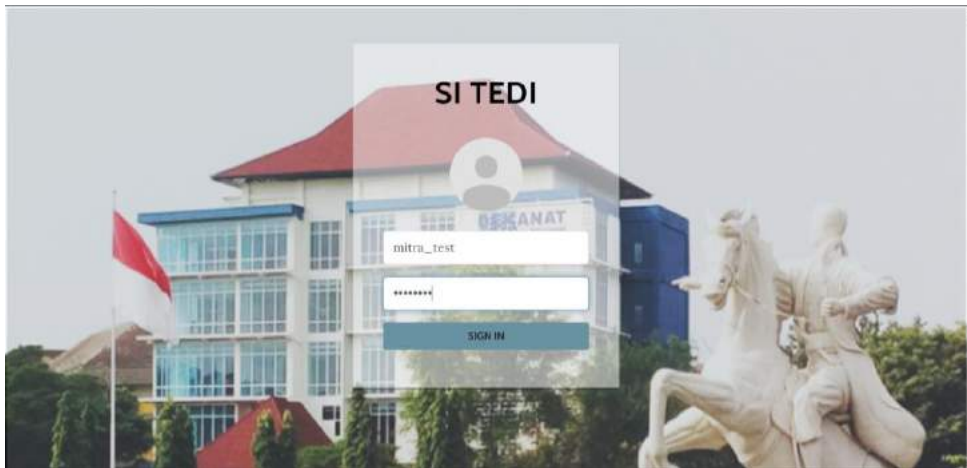 SI TEDI
DEKANAT
mitra_test
********
SIGN IN